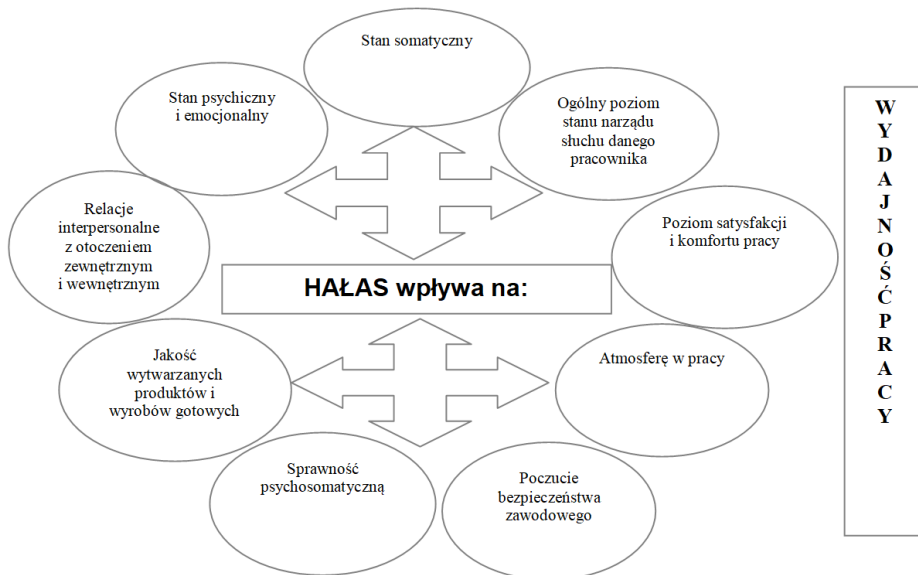 Stan somatyczny
Stan psychiczny
i emocjonalny
Ogólny poziom
stanu narządu
słuchu danego
pracownika
Relacje
interpersonalne
z otoczeniem
zewnętrznym
i wewnętrznym
Poziom satysfakcji
i komfortu pracy
HAŁAS wpływa na:
Jakość
wytwarzanych
produktów i
wyrobów gotowych
Atmosferę w pracy
Sprawność
psychosomatyczną
Poczucie
bezpieczeństwa
zawodowego
W
Y
D
A
J
N
O
Ś
Ć
P
R
A
C
Y